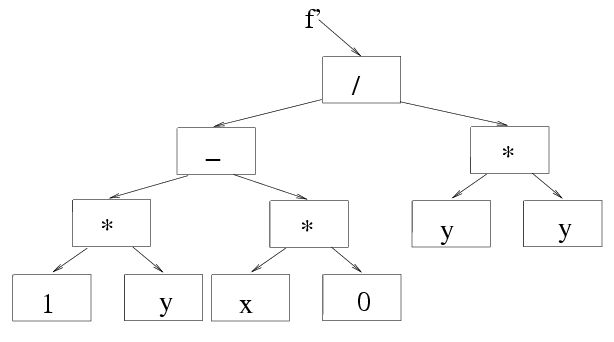 f'
/
– *
* * y y
1 y x 0